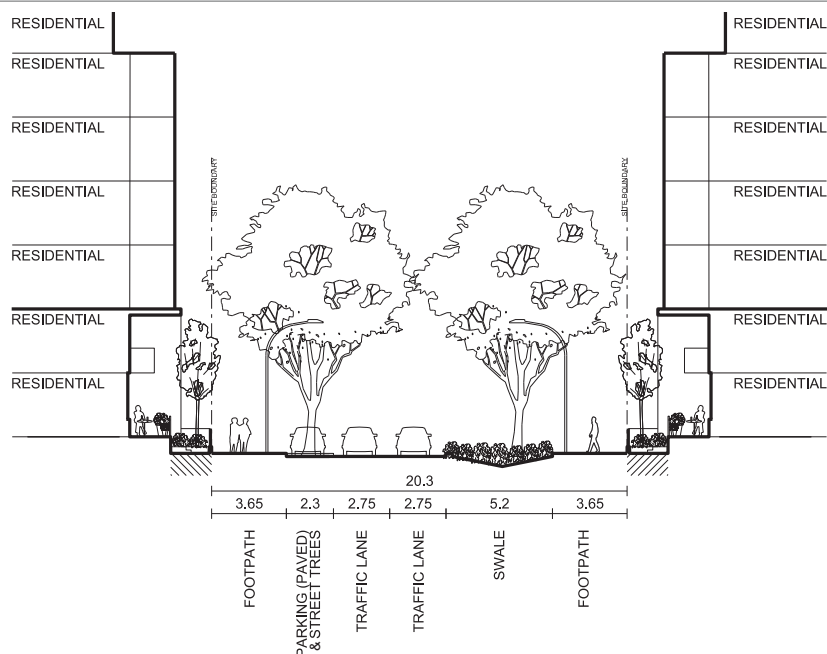 RESIDENTIAL
RESIDENTIAL
RESIDENTIAL
RESIDENTIAL
RESIDENTIAL
RESIDENTIAL
RESIDENTIAL
SITE BOUNDARY
SITE BOUNDARY
RESIDENTIAL
RESIDENTIAL
RESIDENTIAL
RESIDENTIAL
RESIDENTIAL
RESIDENTIAL
RESIDENTIAL
20.3
3.65 2.3 2.75 2.75 5.2 3.65
FOOTPATH
PARKING (PAVED)
& STREET TREES
TRAFFIC LANE
TRAFFIC LANE
SWALE
FOOTPATH